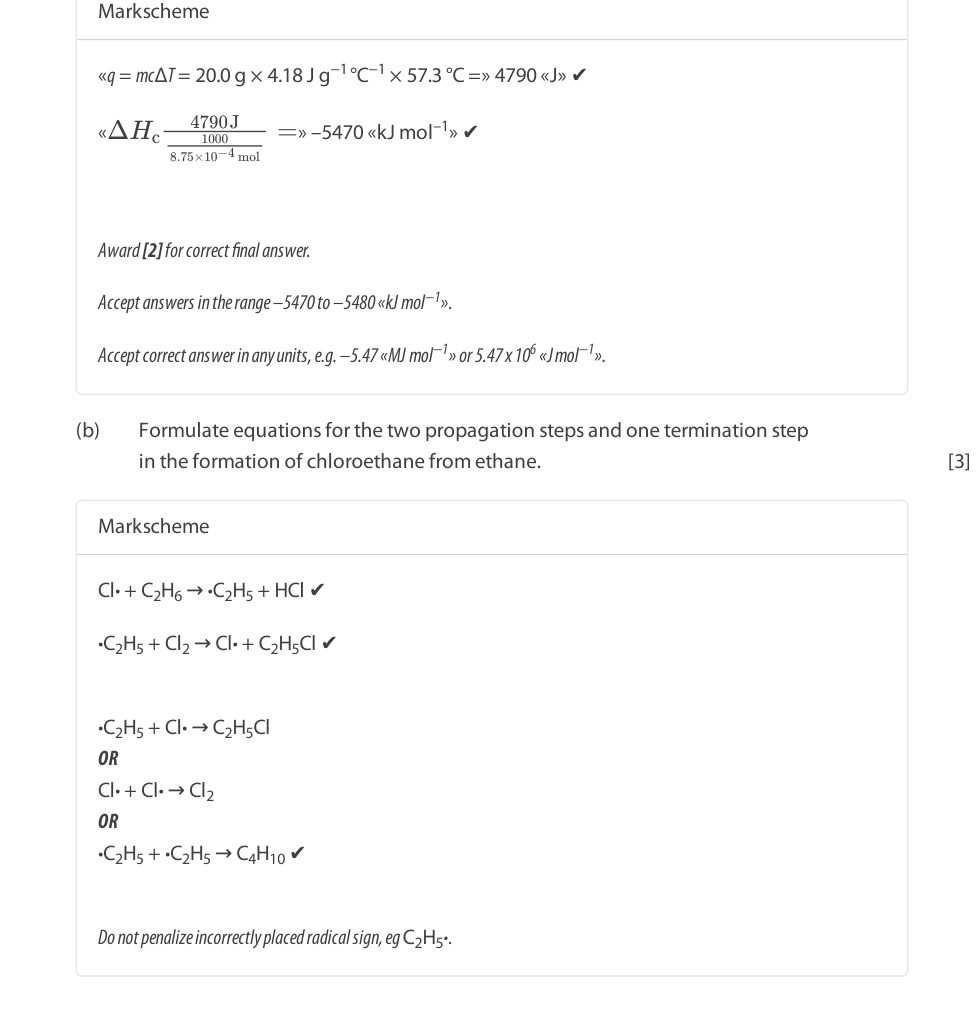 Markscheme
«q = mcΔT = 20.0 g × 4.18 J g⁻¹ °C⁻¹ × 57.3 °C =» 4790 «J» ✔
«ΔH_c \frac{\frac{4790 J}{1000}}{8.75×10⁻⁴ mol} =» –5470 «kJ mol⁻¹» ✔
Award [2] for correct final answer.
Accept answers in the range –5470 to –5480 «kJ mol⁻¹».
Accept correct answer in any units, e.g. –5.47 «MJ mol⁻¹» or 5.47 x 10⁶ «J mol⁻¹».
(b) Formulate equations for the two propagation steps and one termination step
in the formation of chloroethane from ethane. [3]
Markscheme
Cl• + C₂H₆ → •C₂H₅ + HCl ✔
•C₂H₅ + Cl₂ → Cl• + C₂H₅Cl ✔
•C₂H₅ + Cl• → C₂H₅Cl
OR
Cl• + Cl• → Cl₂
OR
•C₂H₅ + •C₂H₅ → C₄H₁₀ ✔
Do not penalize incorrectly placed radical sign, eg C₂H₅•.